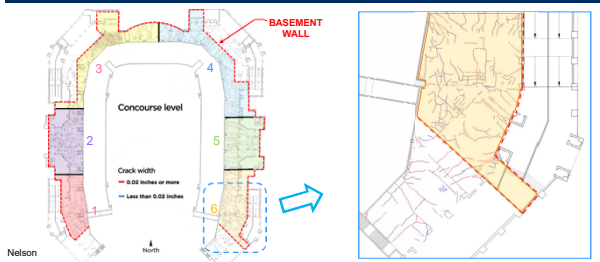 BASEMENT
WALL
3
4
Concourse level
2
5
Crack width
0.02 inches or more
Less than 0.02 inches
1
6
North
Nelson